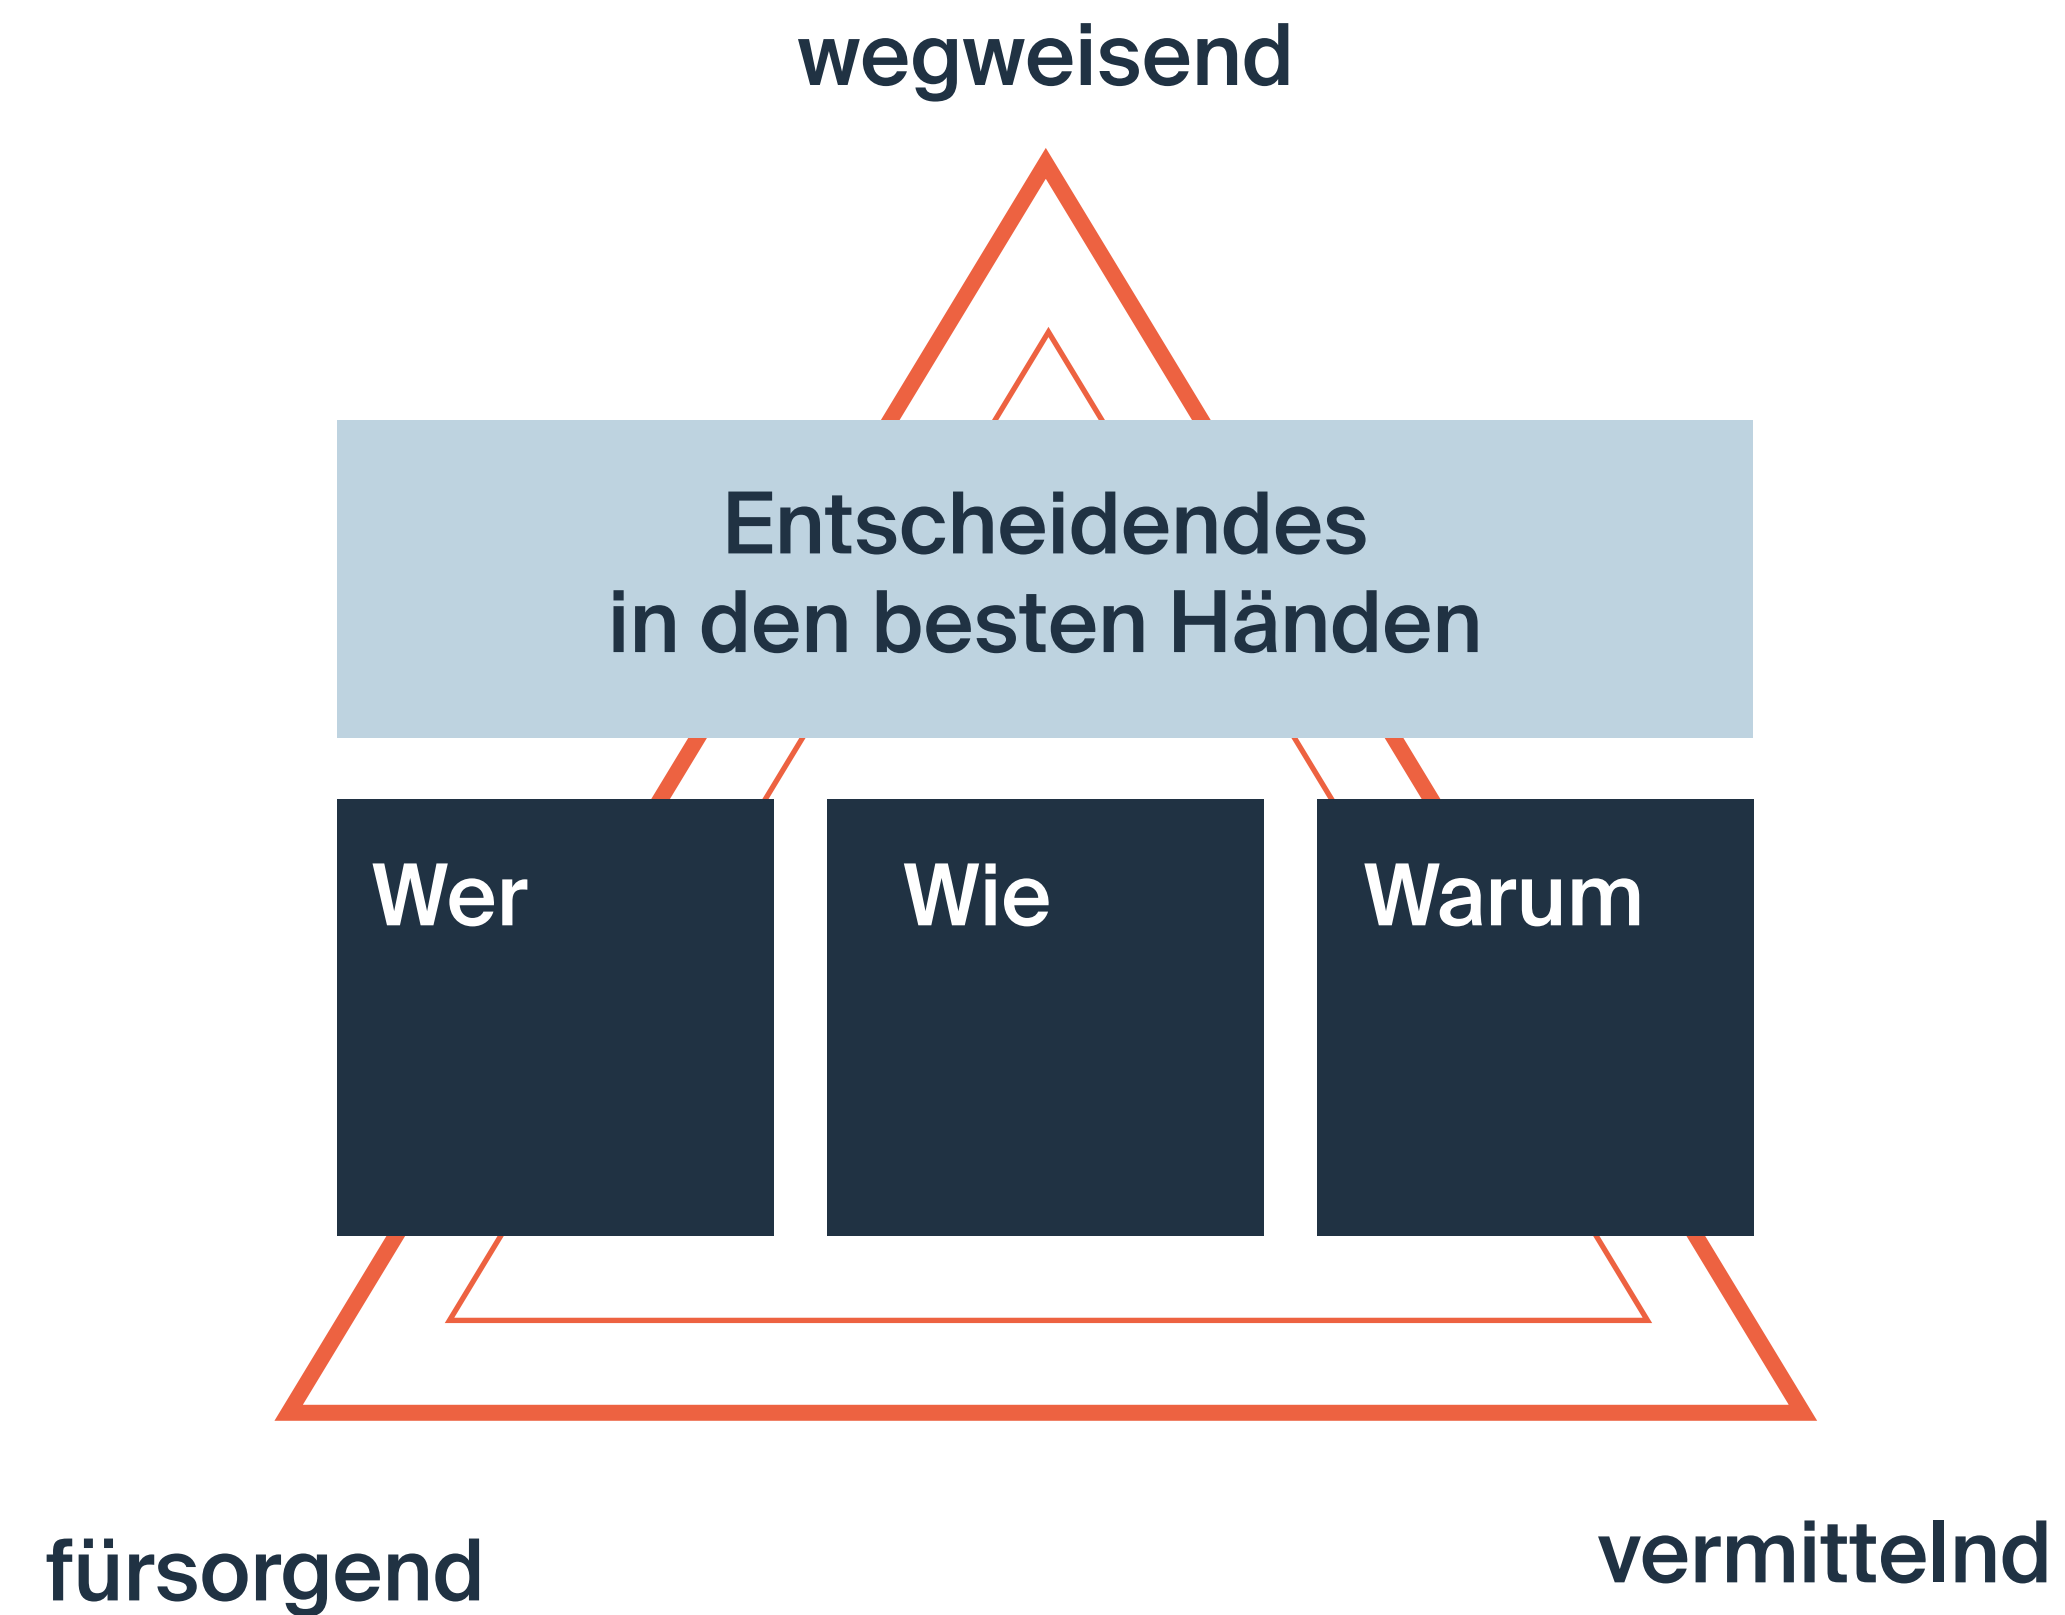 wegweisend
Entscheidendes
in den besten Händen
Wer
Wie
Warum
fürsorgend
vermittelnd